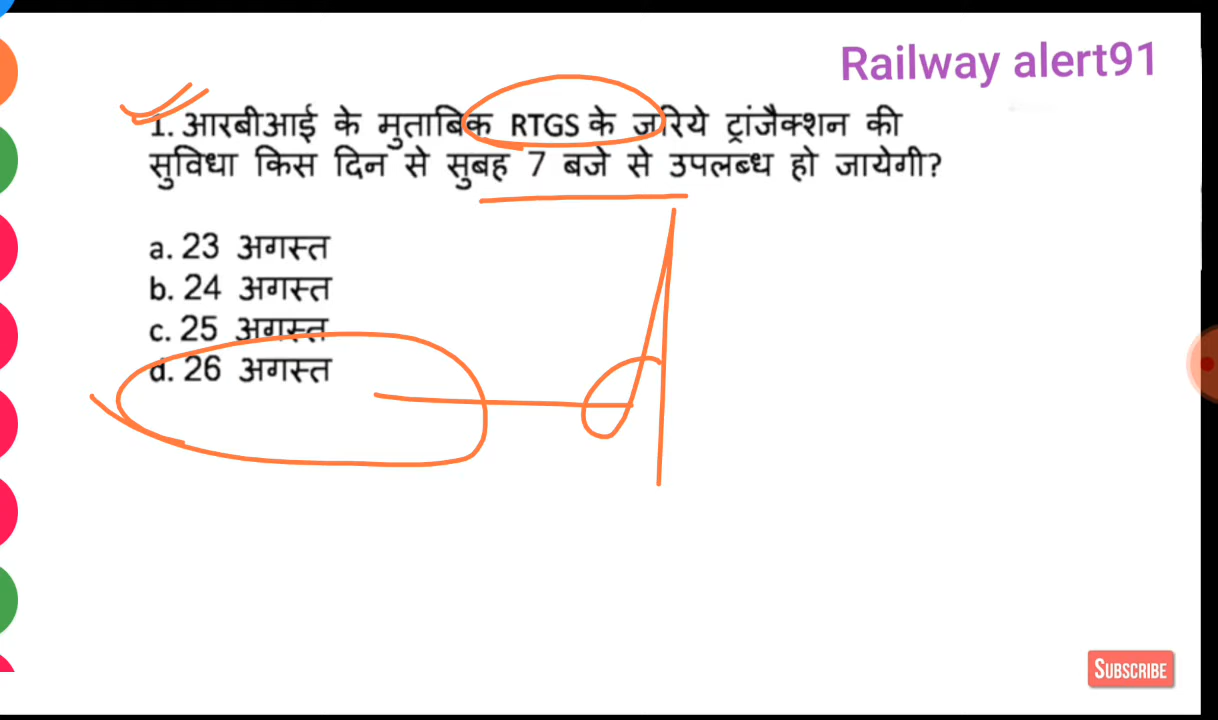 Railway alert91
1. आरबीआई के मुताबिक RTGS के जरिये ट्रांजैक्शन की
सुविधा किस दिन से सुबह 7 बजे से उपलब्ध हो जायेगी?
a. 23 अगस्त
b. 24 अगस्त
c. 25 अगस्त
d. 26 अगस्त
d
SUBSCRIBE